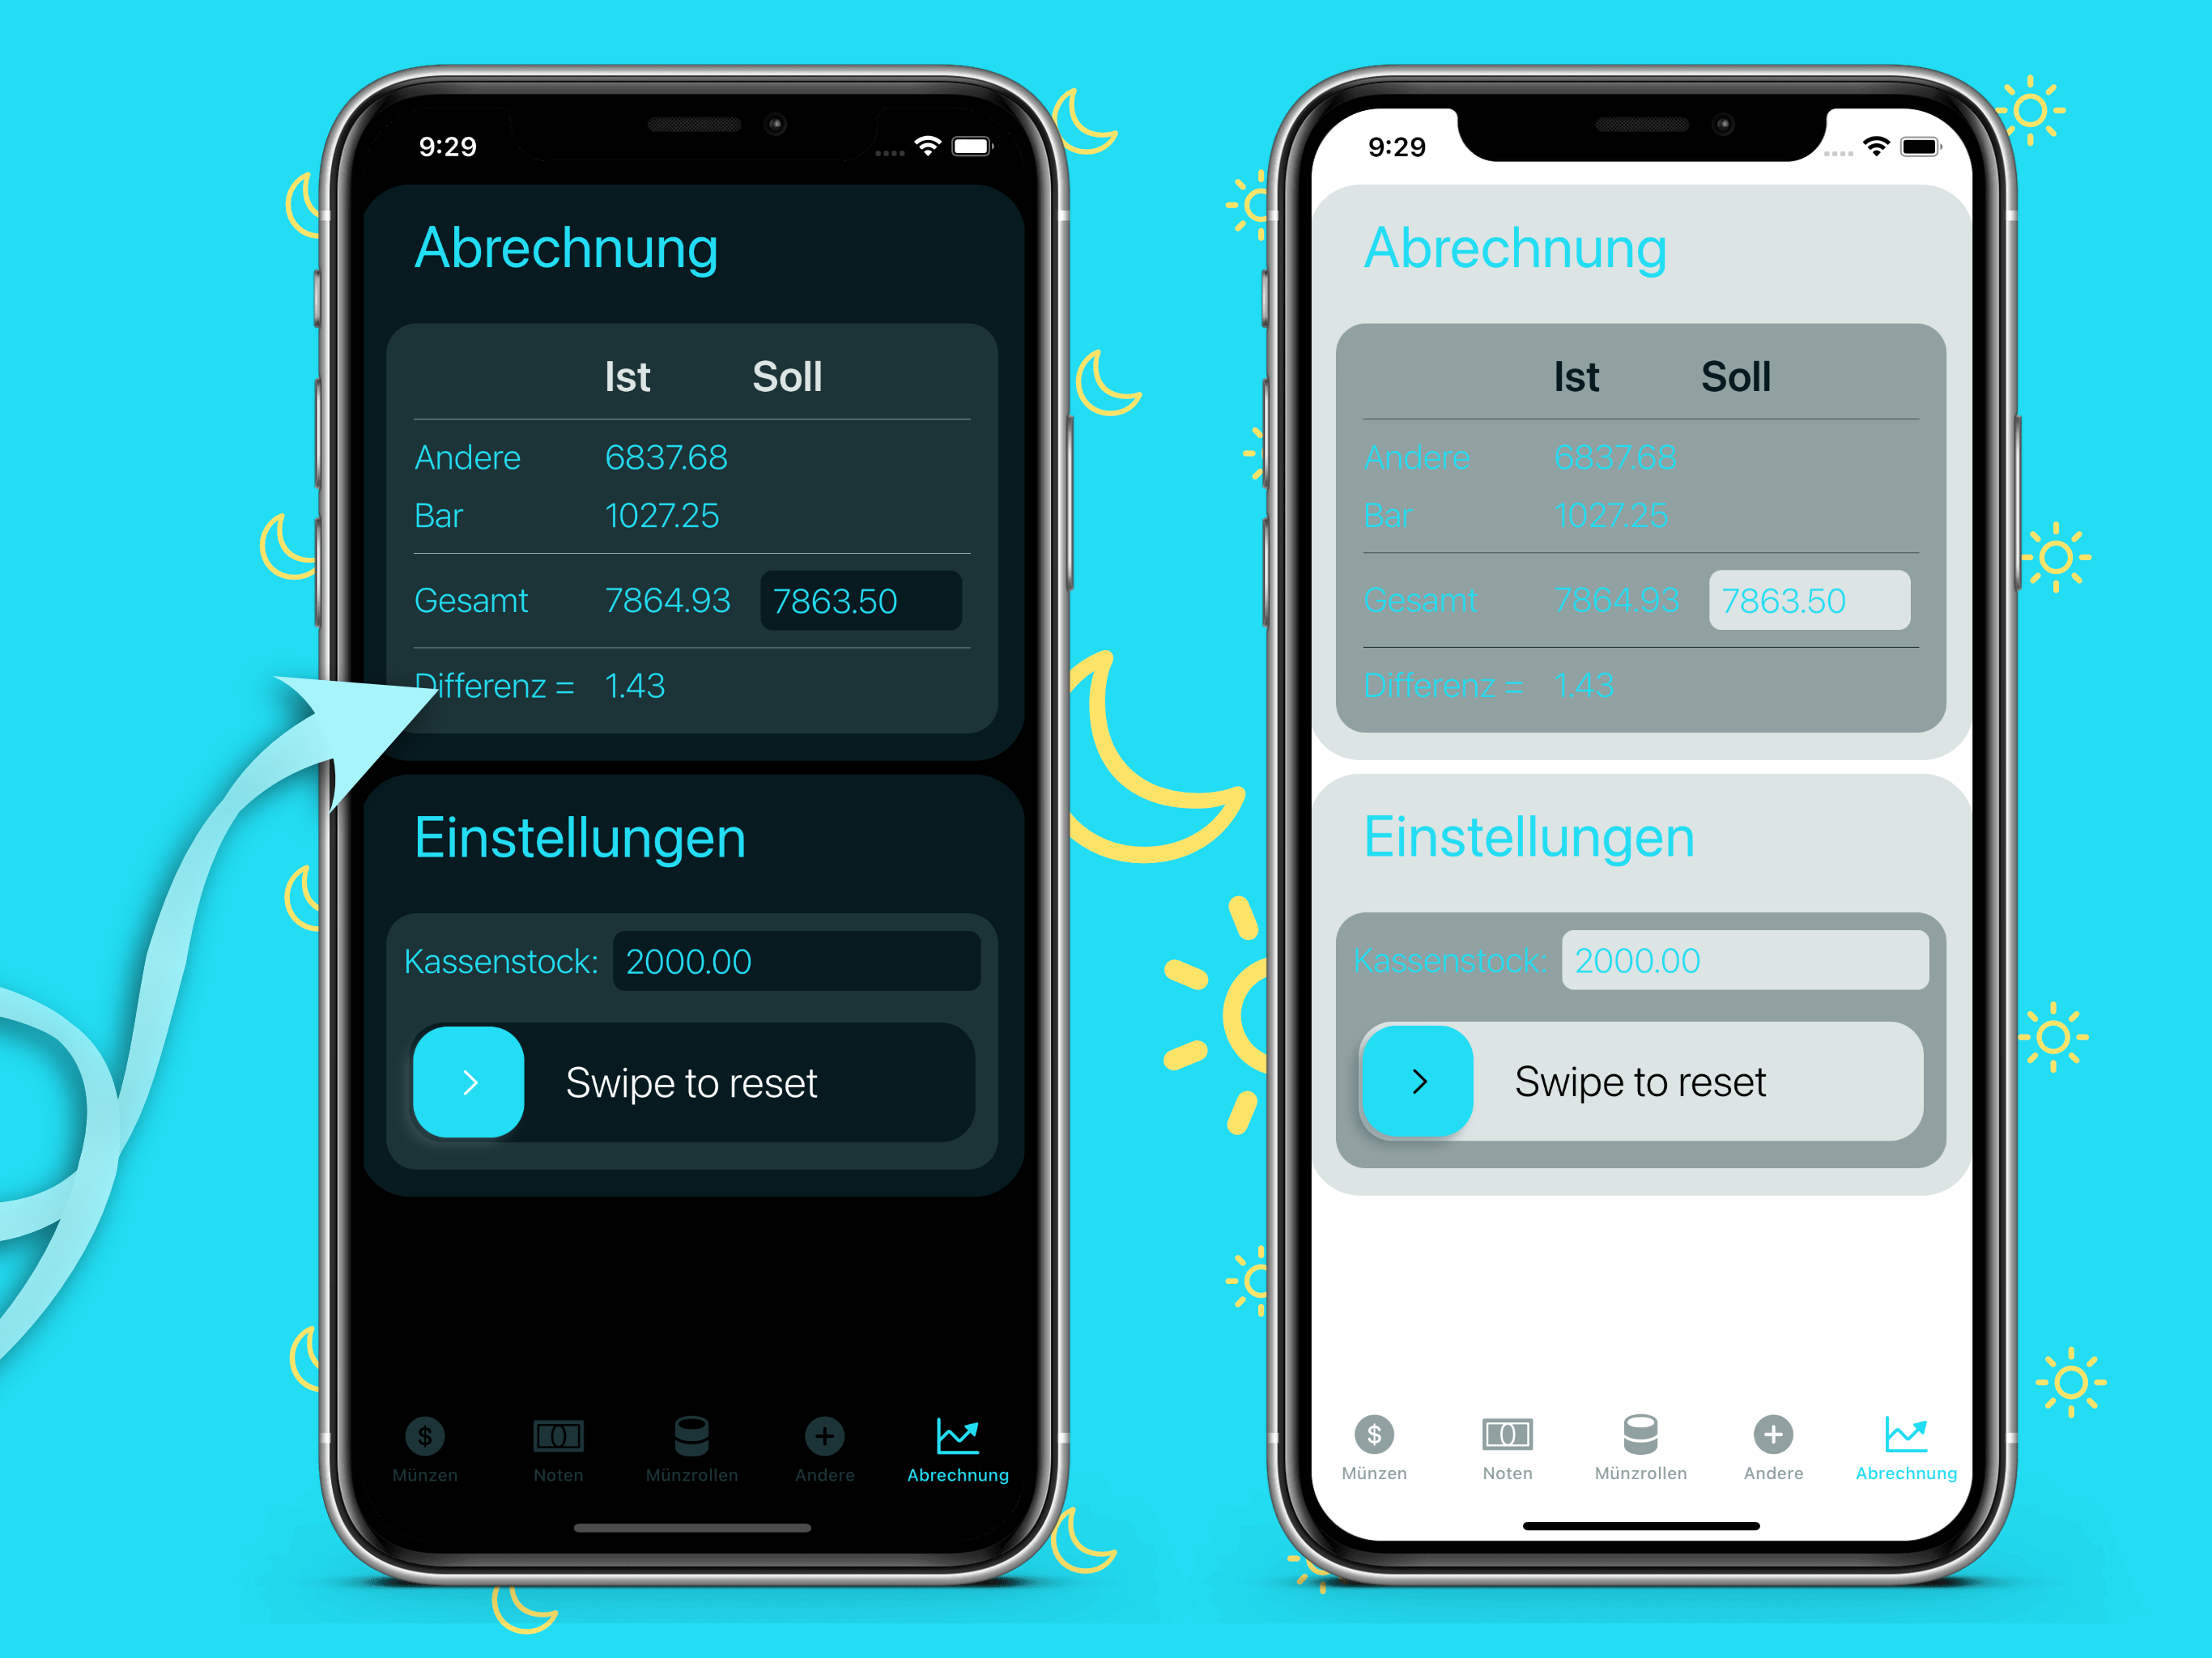 9:29
Abrechnung
Ist Soll
Andere 6837.68
Bar 1027.25
Gesamt 7864.93 7863.50
Differenz = 1.43
Einstellungen
Kassenstock: 2000.00
Swipe to reset
$
Münzen Noten Münzrollen Andere Abrechnung
9:29
Abrechnung
Ist Soll
Andere 6837.68
Bar 1027.25
Gesamt 7864.93 7863.50
Differenz = 1.43
Einstellungen
Kassenstock: 2000.00
Swipe to reset
$
Münzen Noten Münzrollen Andere Abrechnung